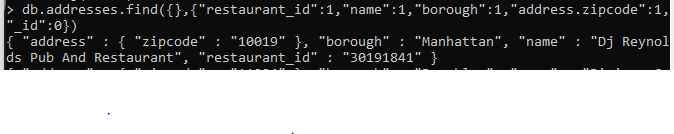 > db.addresses.find({},{"restaurant_id":1,"name":1,"borough":1,"address.zipcode":1,
"_id":0})
{ "address" : { "zipcode" : "10019" }, "borough" : "Manhattan", "name" : "Dj Reynol
ds Pub And Restaurant", "restaurant_id" : "30191841" }